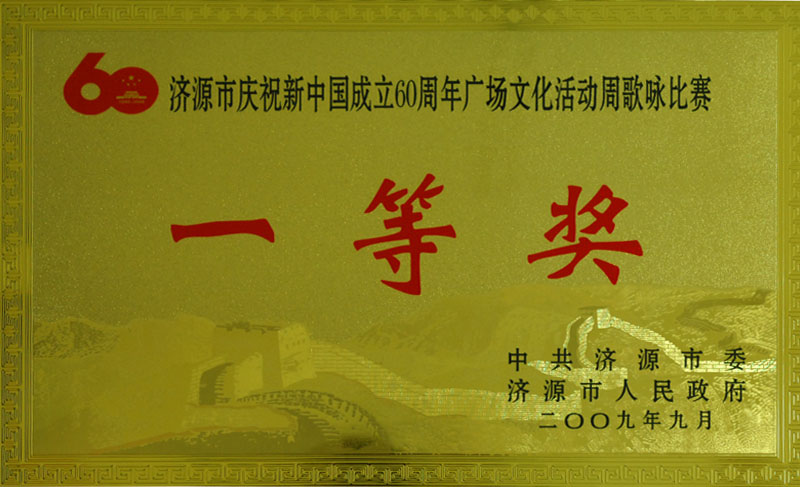 60 济源市庆祝新中国成立60周年广场文化活动周歌咏比赛
一等奖
中共济源市委
济源市人民政府
二〇〇九年九月